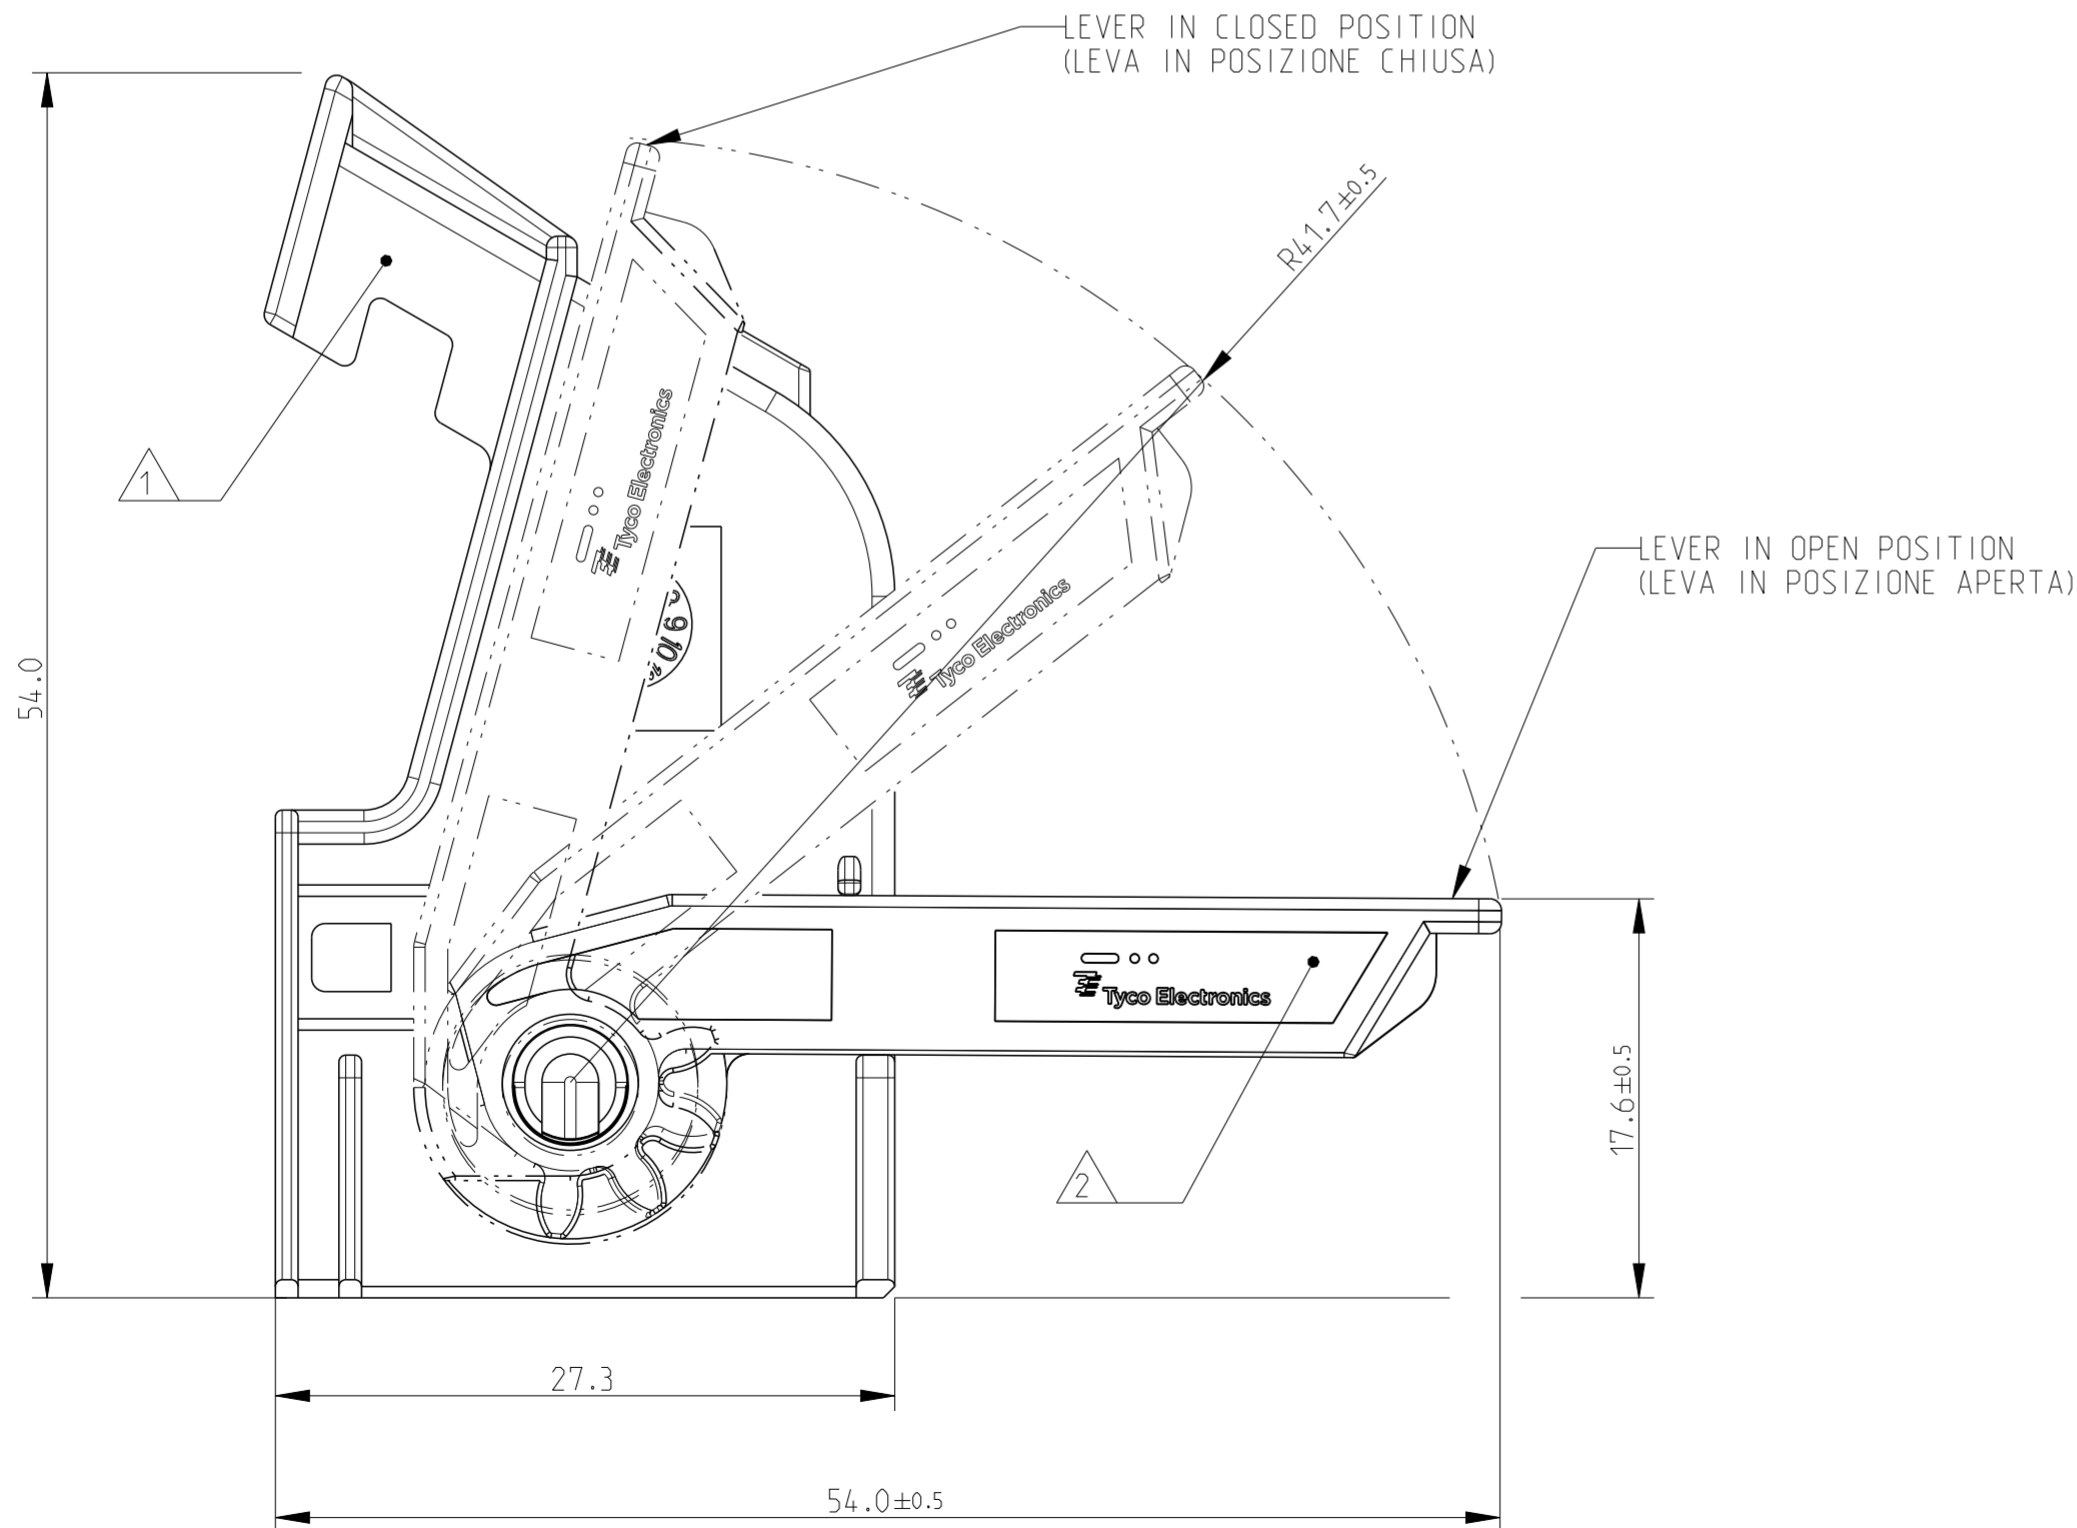 LEVER IN CLOSED POSITION
(LEVA IN POSIZIONE CHIUSA)
R41.7±0.5
1
Tyco Electronics
LEVER IN OPEN POSITION
(LEVA IN POSIZIONE APERTA)
Tyco Electronics
9 10
54.0
Tyco Electronics
17.6±0.5
2
27.3
54.0±0.5